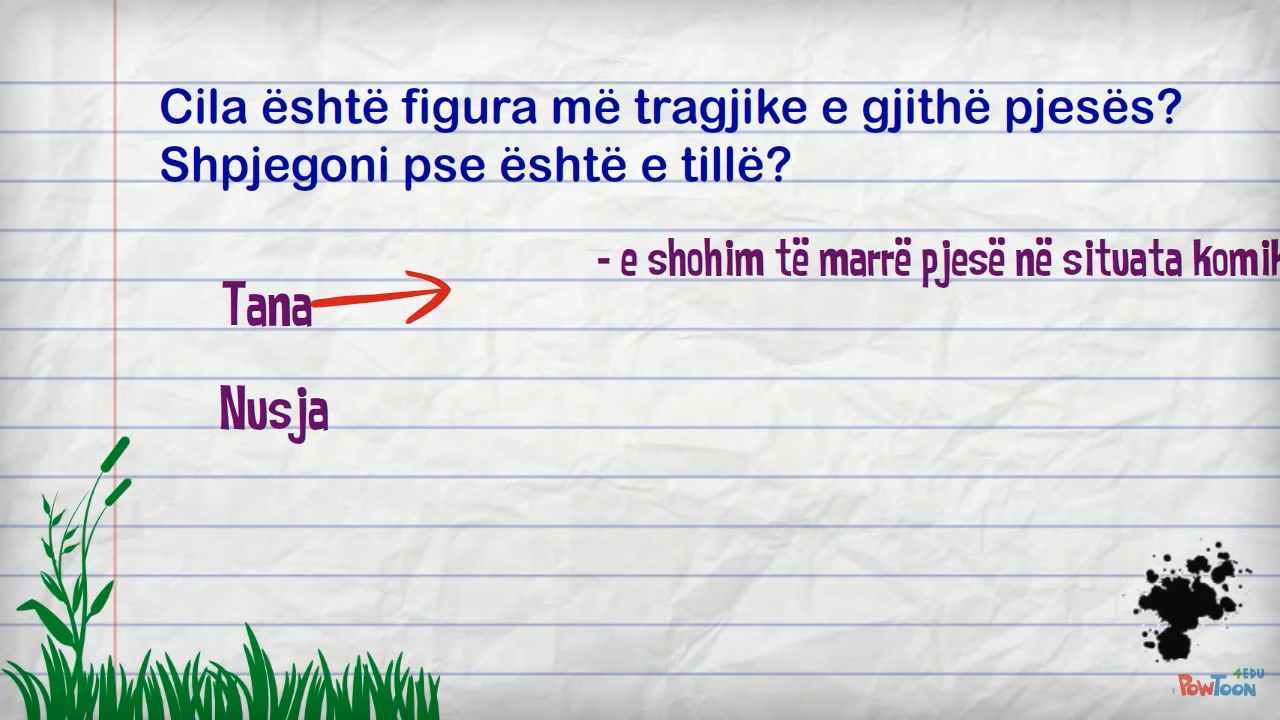 Cila është figura më tragjike e gjithë pjesës?
Shpjegoni pse është e tillë?
- e shohim të marrë pjesë në situata
Tana
Nusja
4EDU
POWTOON